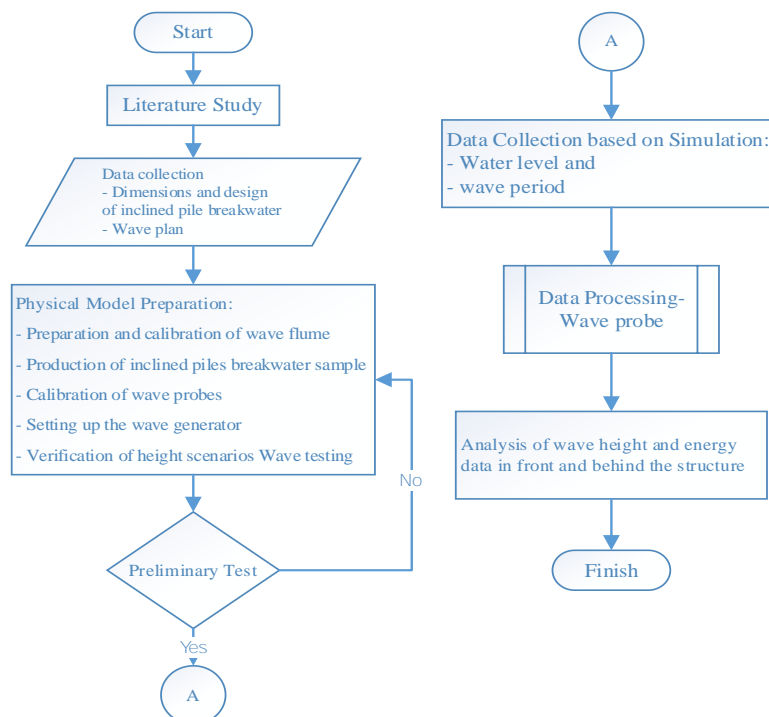 Start
Literature Study
Data collection
- Dimensions and design
of inclined pile breakwater
- Wave plan
Physical Model Preparation:
- Preparation and calibration of wave flume
- Production of inclined piles breakwater sample
- Calibration of wave probes
- Setting up the wave generator
- Verification of height scenarios Wave testing
No
Preliminary Test
Yes
A
A
Data Collection based on Simulation:
- Water level and
- wave period
Data Processing-
Wave probe
Analysis of wave height and energy
data in front and behind the structure
Finish